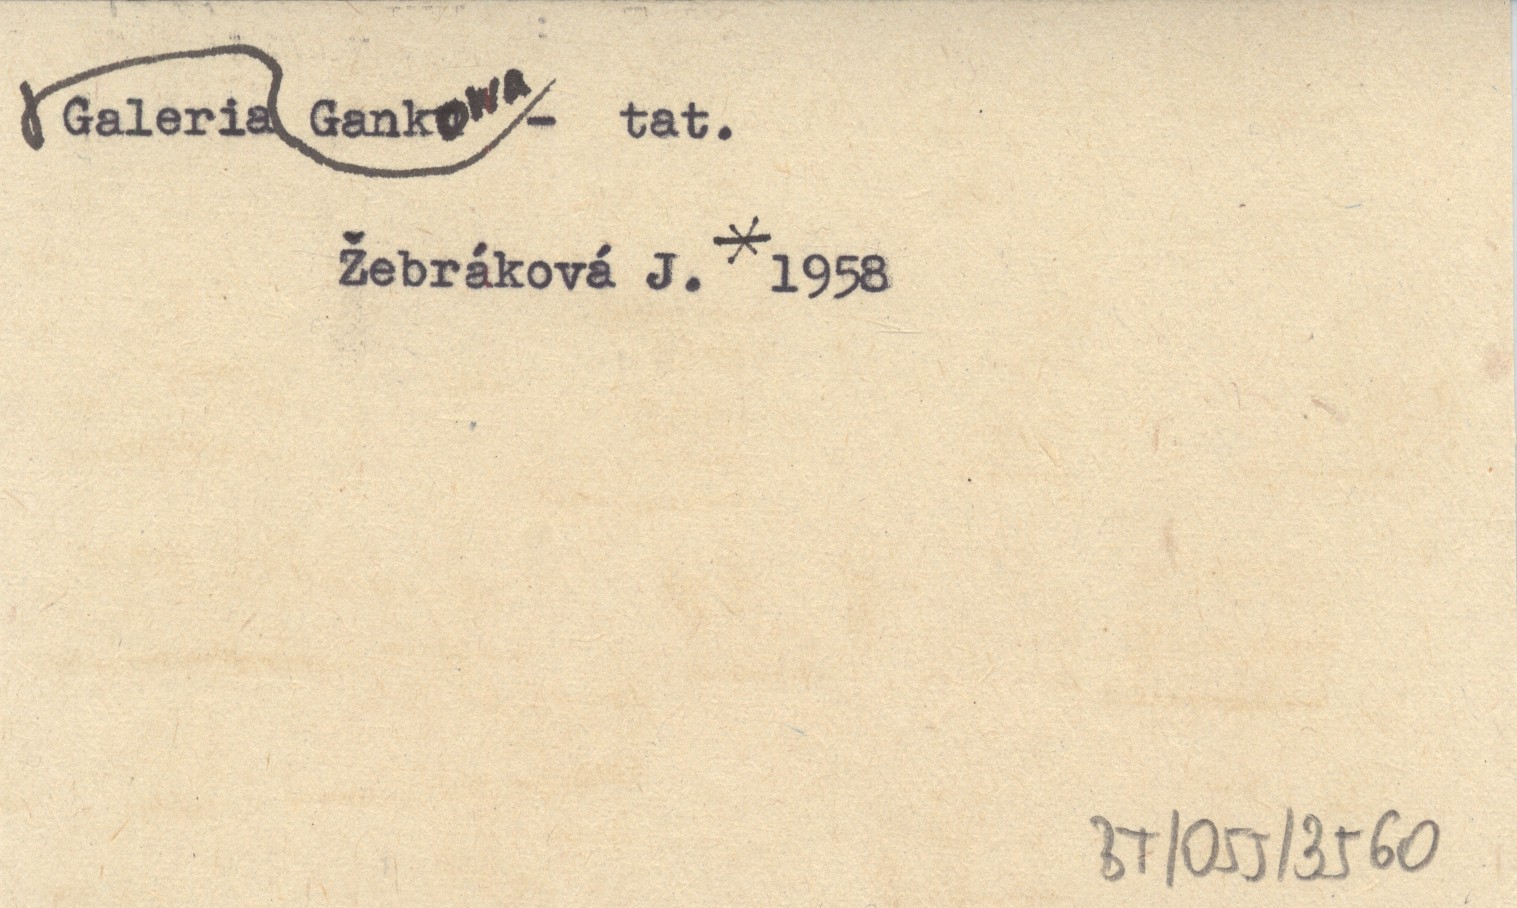 Galeria Gankowa - tat.
Žebráková J. * 1958
BT/055/3560